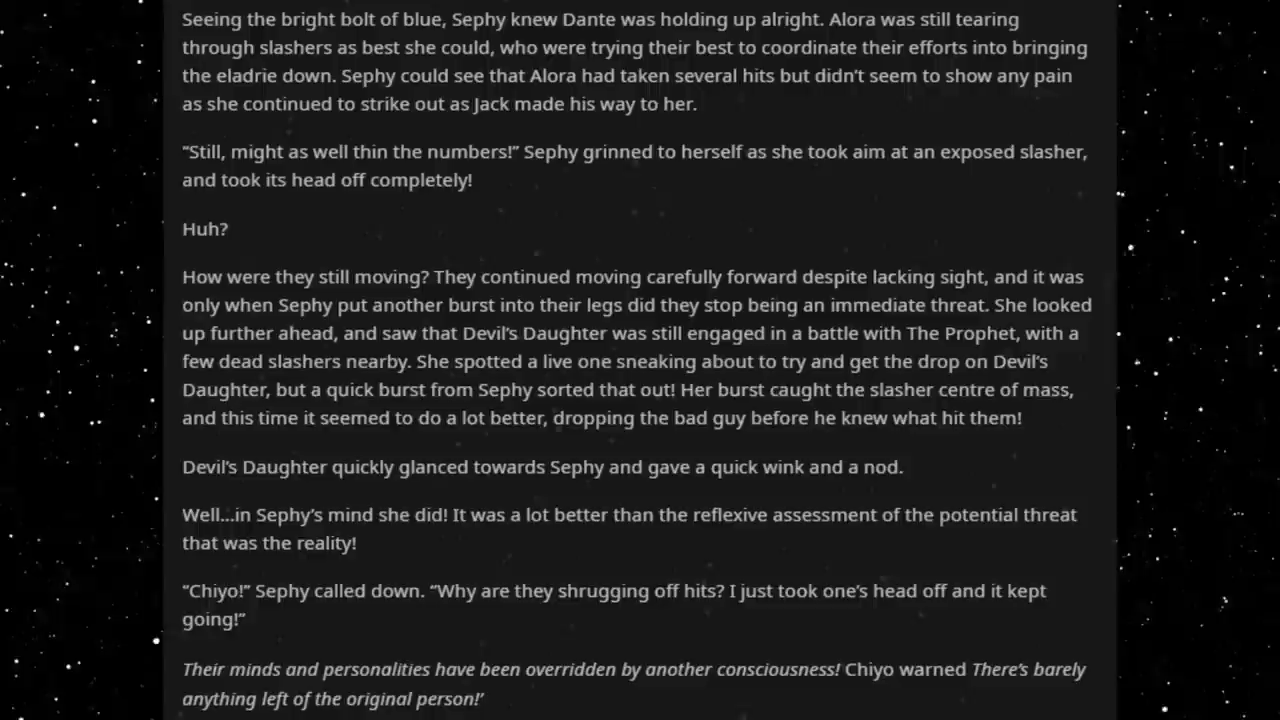 Seeing the bright bolt of blue, Sephy knew Dante was holding up alright. Alora was still tearing
through slashers as best she could, who were trying their best to coordinate their efforts into bringing
the eladrie down. Sephy could see that Alora had taken several hits but didn't seem to show any pain
as she continued to strike out as Jack made his way to her.
“Still, might as well thin the numbers!” Sephy grinned to herself as she took aim at an exposed slasher,
and took its head off completely!
Huh?
How were they still moving? They continued moving carefully forward despite lacking sight, and it was
only when Sephy put another burst into their legs did they stop being an immediate threat. She looked
up further ahead, and saw that Devil's Daughter was still engaged in a battle with The Prophet, with a
few dead slashers nearby. She spotted a live one sneaking about to try and get the drop on Devil's
Daughter, but a quick burst from Sephy sorted that out! Her burst caught the slasher centre of mass,
and this time it seemed to do a lot better, dropping the bad guy before he knew what hit them!
Devil's Daughter quickly glanced towards Sephy and gave a quick wink and a nod.
Well…in Sephy's mind she did! It was a lot better than the reflexive assessment of the potential threat
that was the reality!
“Chiyo!” Sephy called down. “Why are they shrugging off hits? I just took one's head off and it kept
going!”
Their minds and personalities have been overridden by another consciousness! Chiyo warned There's barely
anything left of the original person!'